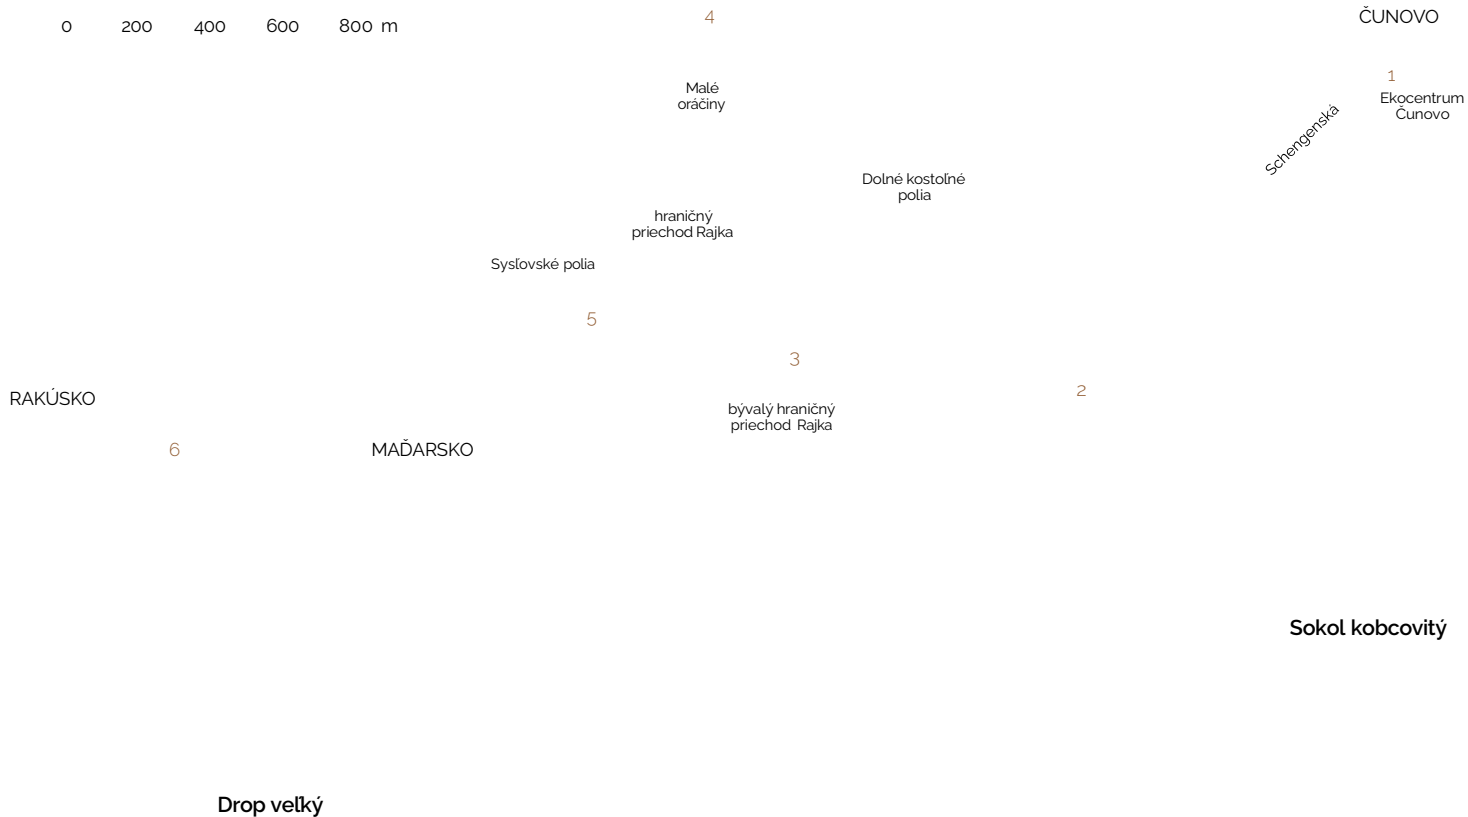 0 200 400 600 800 m
4
ČUNOVO
1
Malé
oráčiny
Ekocentrum
Čunovo
Schengenská
Dolné kostoľné
polia
hraničný
priechod Rajka
Sysľovské polia
5
3
2
RAKÚSKO
bývalý hraničný
priechod Rajka
6
MAĎARSKO
Sokol kobcovitý
Drop veľký